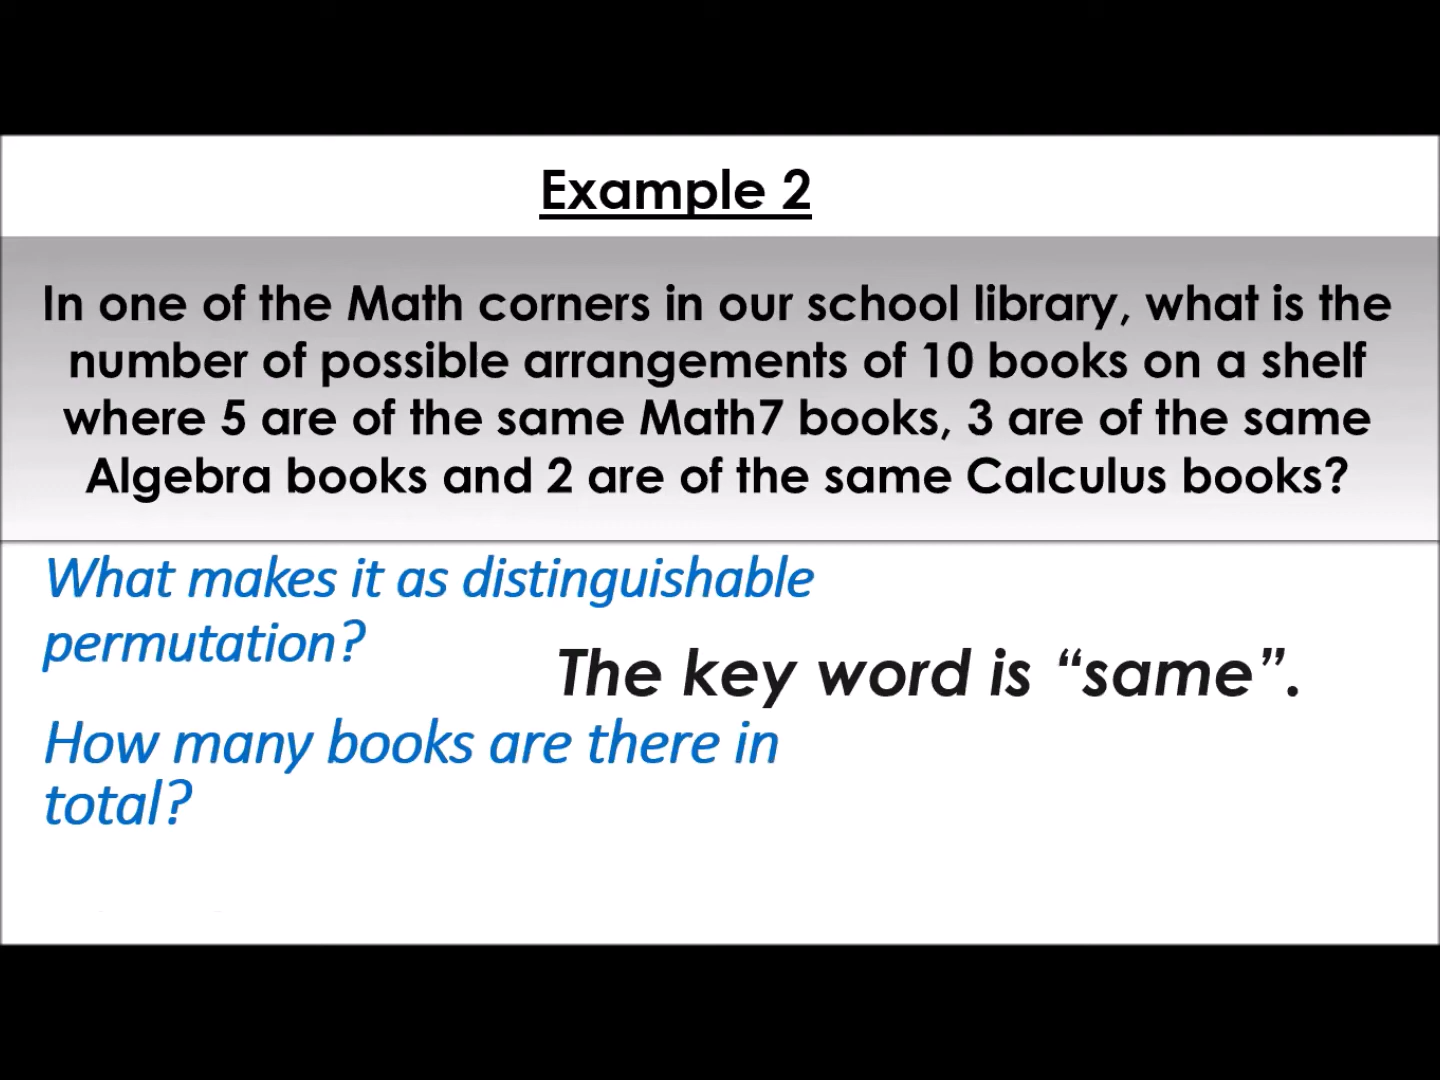 Example 2
In one of the Math corners in our school library, what is the
number of possible arrangements of 10 books on a shelf
where 5 are of the same Math7 books, 3 are of the same
Algebra books and 2 are of the same Calculus books?
What makes it as distinguishable
permutation?
The key word is “same”.
How many books are there in
total?